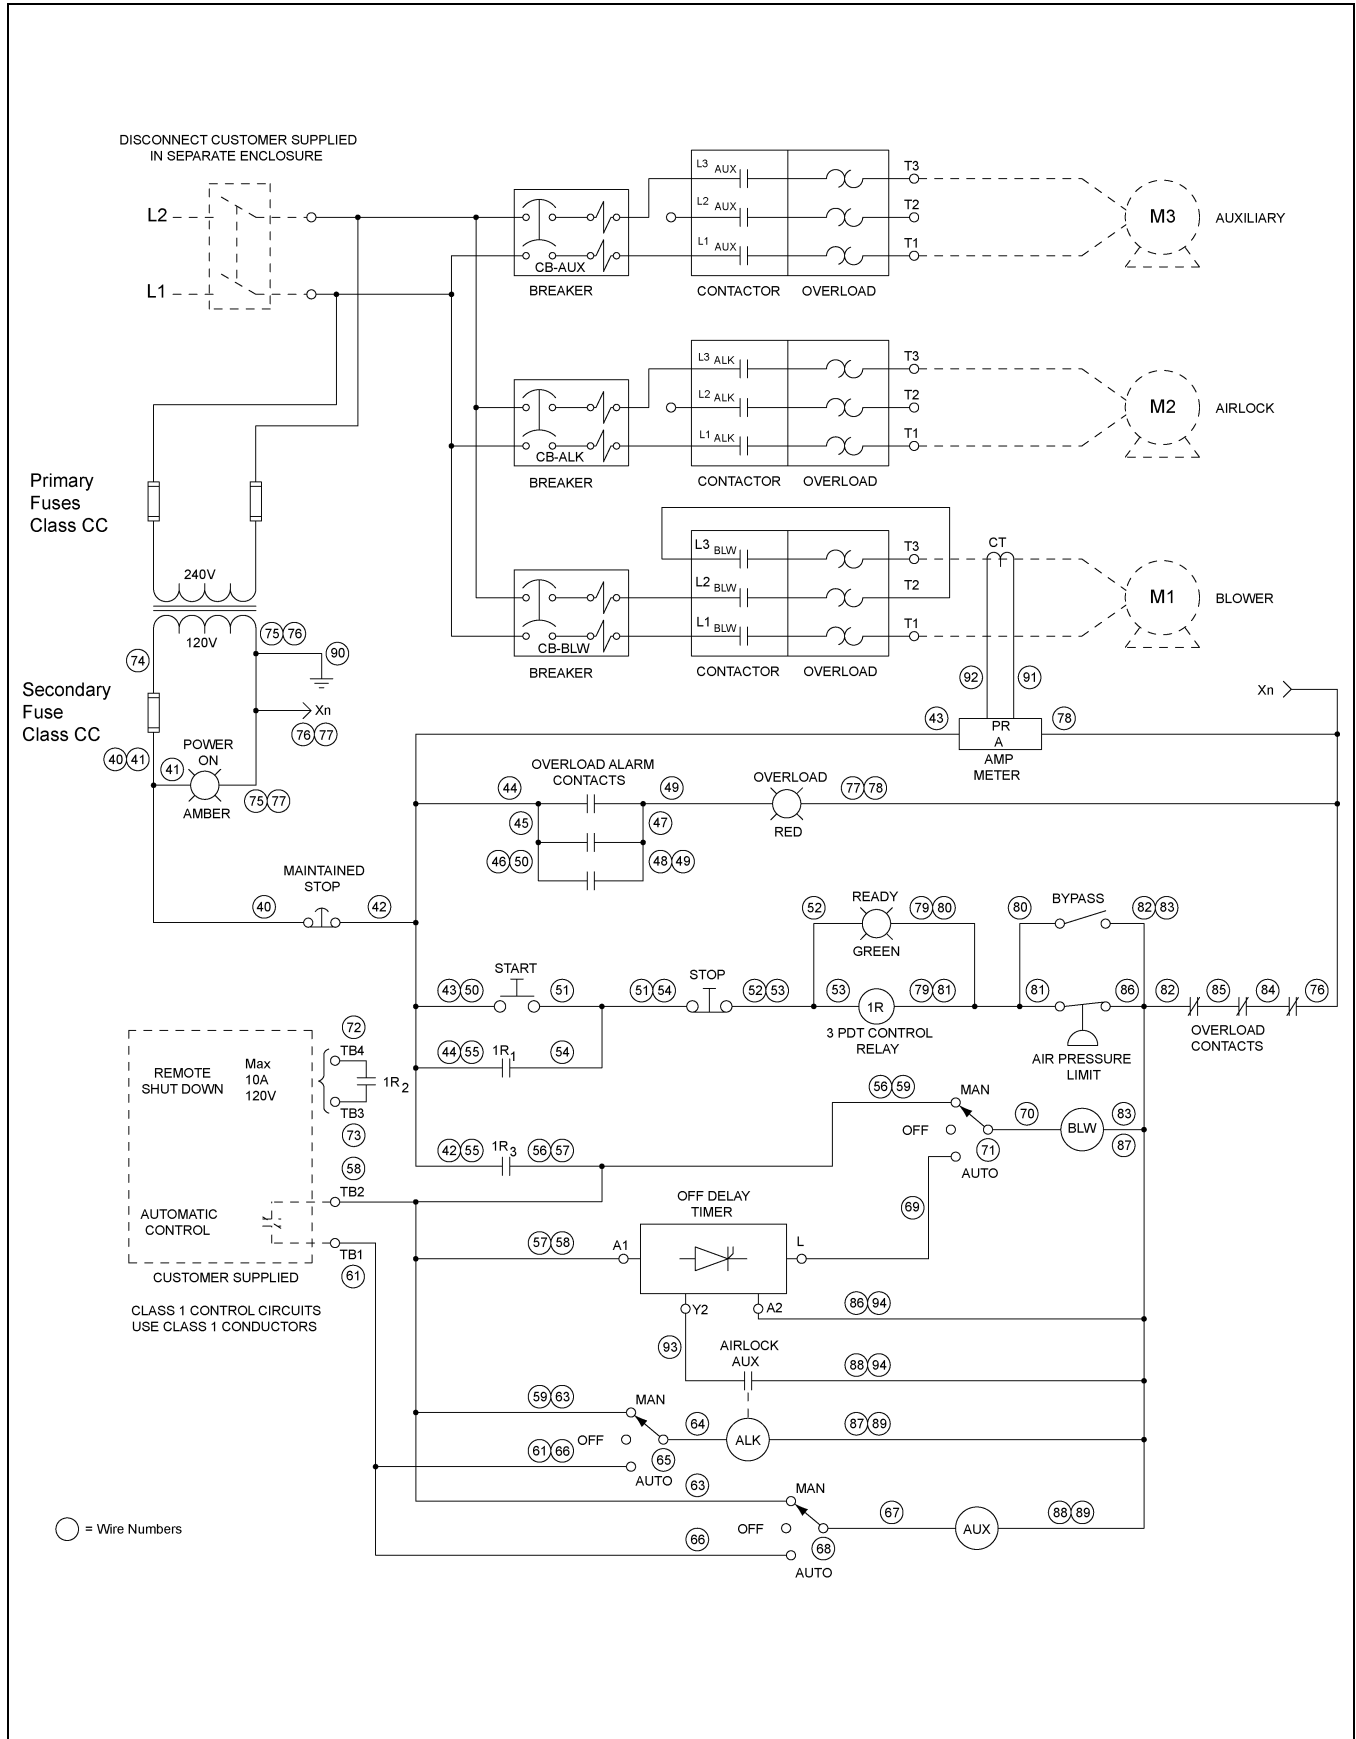 DISCONNECT CUSTOMER SUPPLIED
IN SEPARATE ENCLOSURE
L2
L1
L3 AUX
L2 AUX
L1 AUX
T3
T2
T1
M3
AUXILIARY
CB-AUX
BREAKER
CONTACTOR
OVERLOAD
L3 ALK
L2 ALK
L1 ALK
T3
T2
T1
M2
AIRLOCK
CB-ALK
BREAKER
CONTACTOR
OVERLOAD
Primary
Fuses
Class CC
240V
120V
L3 BLW
L2 BLW
L1 BLW
T3
T2
T1
CT
M1
BLOWER
CB-BLW
BREAKER
CONTACTOR
OVERLOAD
75 76
90
74
Secondary
Fuse
Class CC
Xn
76 77
40 41
41
POWER
ON
AMBER
75 77
92
91
Xn
43
78
PR
A
AMP
METER
OVERLOAD ALARM
CONTACTS
44
49
45
47
46 50
48 49
OVERLOAD
RED
77 78
MAINTAINED
STOP
40
42
52
READY
GREEN
79 80
80
BYPASS
82 83
START
43 50
51
51 54
STOP
52 53
53
1R
79 81
3 PDT CONTROL
RELAY
81
86
AIR PRESSURE
LIMIT
82
85
84
76
OVERLOAD
CONTACTS
44 55
1R1
54
REMOTE
SHUT DOWN
Max
10A
120V
72
TB4
1R2
TB3
73
42 55
1R3
56 57
56 59
MAN
OFF
AUTO
71
70
BLW
83
87
58
TB2
AUTOMATIC
CONTROL
TB1
61
CUSTOMER SUPPLIED
CLASS 1 CONTROL CIRCUITS
USE CLASS 1 CONDUCTORS
OFF DELAY
TIMER
69
57 58
A1
L
Y2
A2
86 94
93
AIRLOCK
AUX
88 94
59 63
MAN
OFF
AUTO
61 66
65
64
ALK
87 89
63
MAN
OFF
AUTO
66
68
67
AUX
88 89
= Wire Numbers